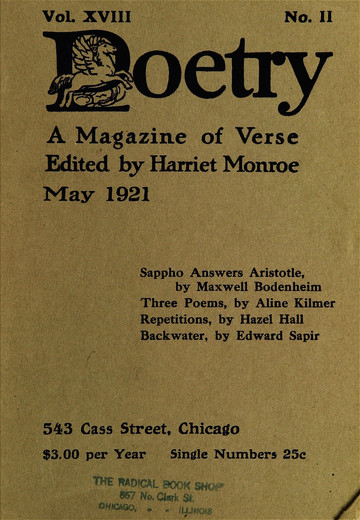 Vol. XVIII No. II
Poetry
A Magazine of Verse
Edited by Harriet Monroe
May 1921
Sappho Answers Aristotle,
by Maxwell Bodenheim
Three Poems, by Aline Kilmer
Repetitions, by Hazel Hall
Backwater, by Edward Sapir
543 Cass Street, Chicago
$3.00 per Year Single Numbers 25c
THE RADICAL BOOK SHOP
867 No. Clark St.
CHICAGO, - - ILLINOIS